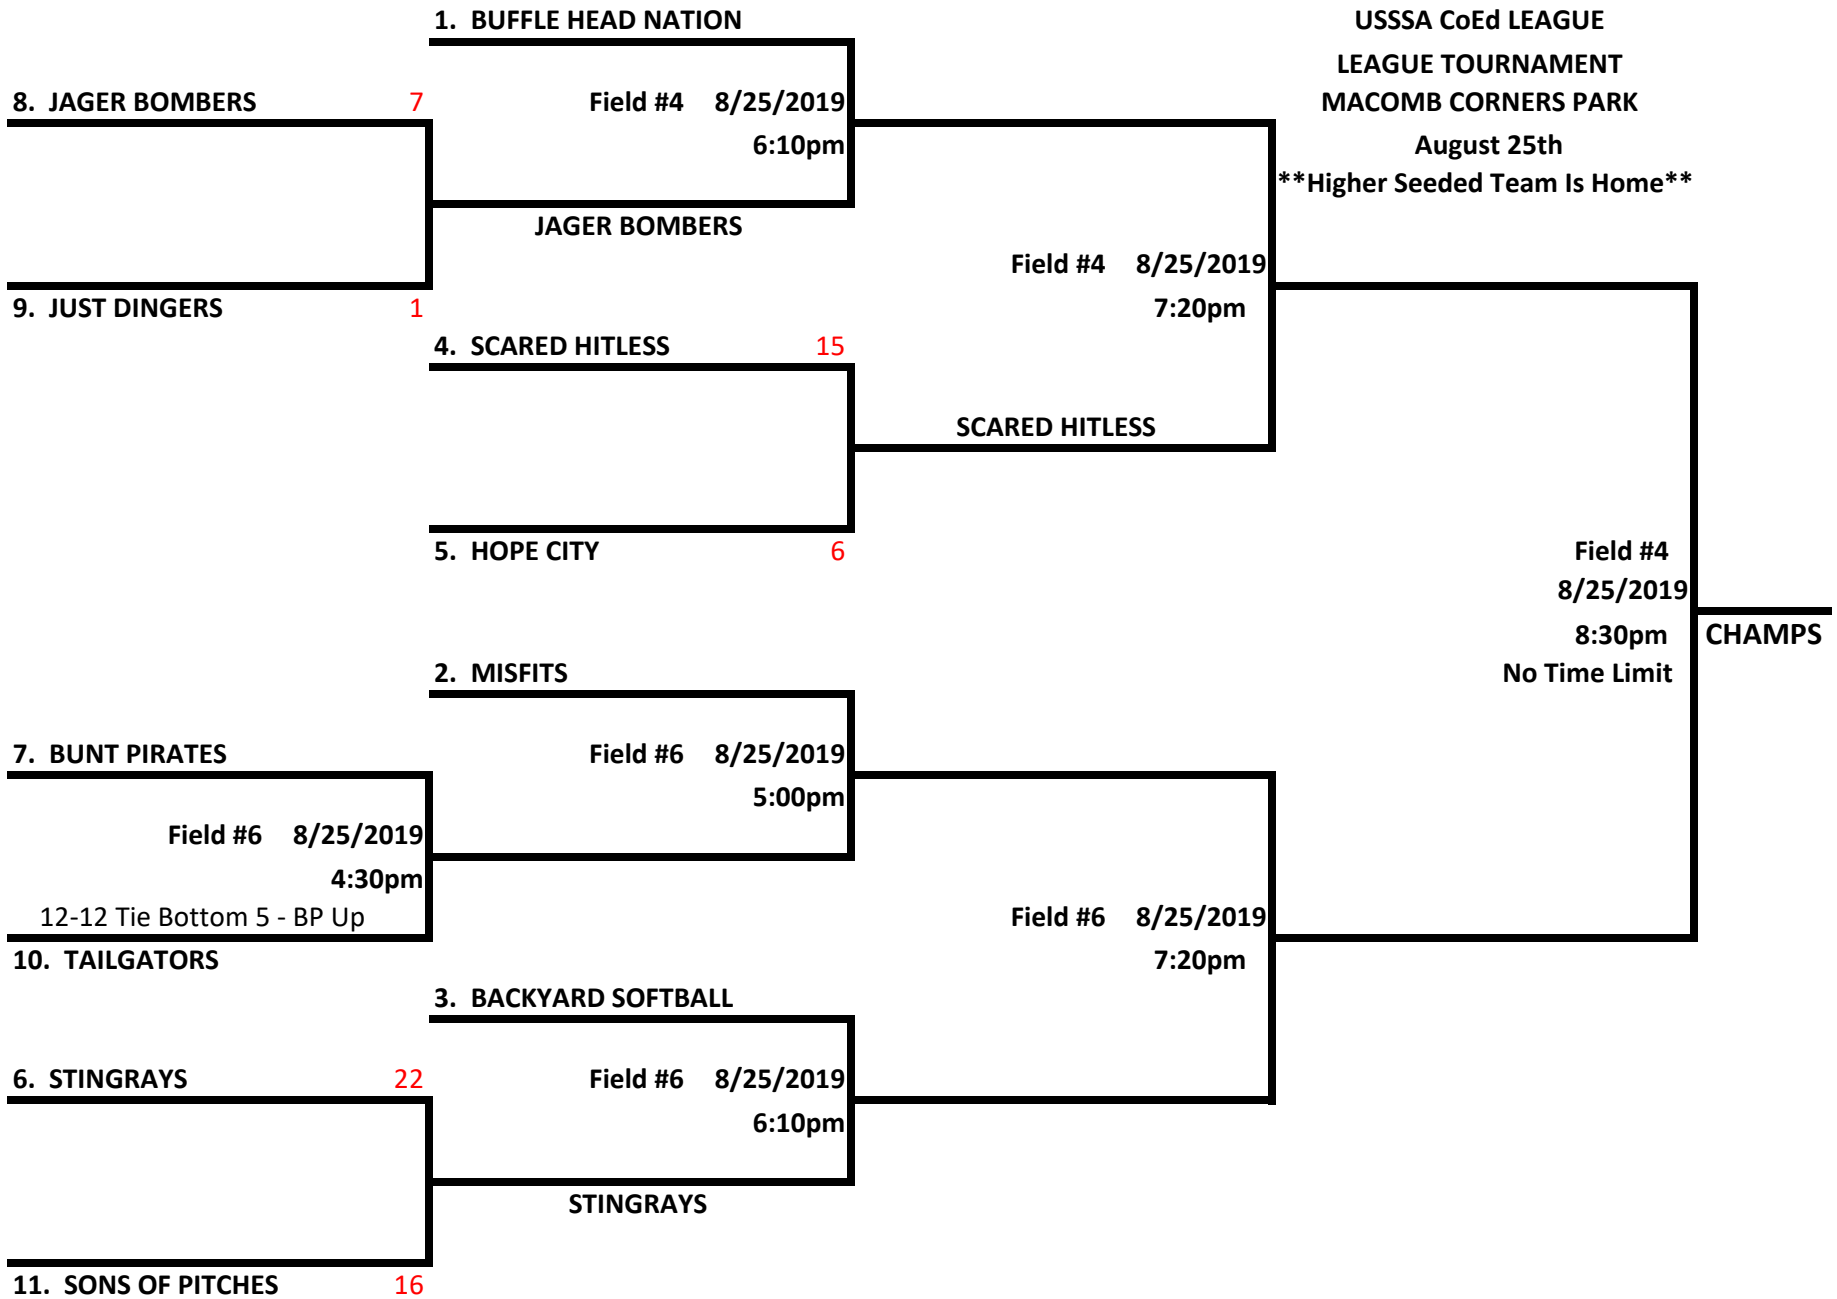 1. BUFFLE HEAD NATION
USSSA CoEd LEAGUE
LEAGUE TOURNAMENT
8. JAGER BOMBERS 7
Field #4 8/25/2019
MACOMB CORNERS PARK
6:10pm
August 25th
**Higher Seeded Team Is Home**
JAGER BOMBERS
Field #4 8/25/2019
9. JUST DINGERS 1
7:20pm
4. SCARED HITLESS 15
SCARED HITLESS
5. HOPE CITY 6
Field #4
8/25/2019
8:30pm
CHAMPS
2. MISFITS
No Time Limit
7. BUNT PIRATES
Field #6 8/25/2019
5:00pm
Field #6 8/25/2019
4:30pm
12-12 Tie Bottom 5 - BP Up
Field #6 8/25/2019
10. TAILGATORS
7:20pm
3. BACKYARD SOFTBALL
6. STINGRAYS 22
Field #6 8/25/2019
6:10pm
STINGRAYS
11. SONS OF PITCHES 16